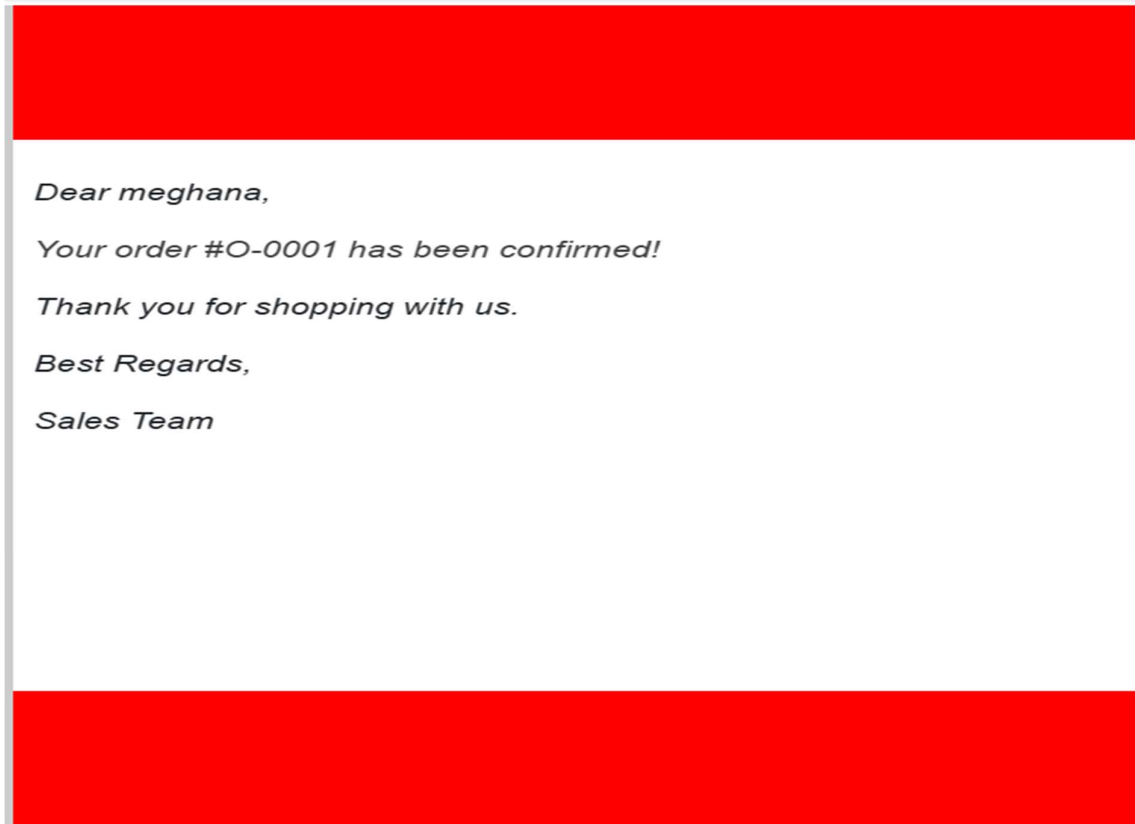 Dear meghana,
Your order #O-0001 has been confirmed!
Thank you for shopping with us.
Best Regards,
Sales Team